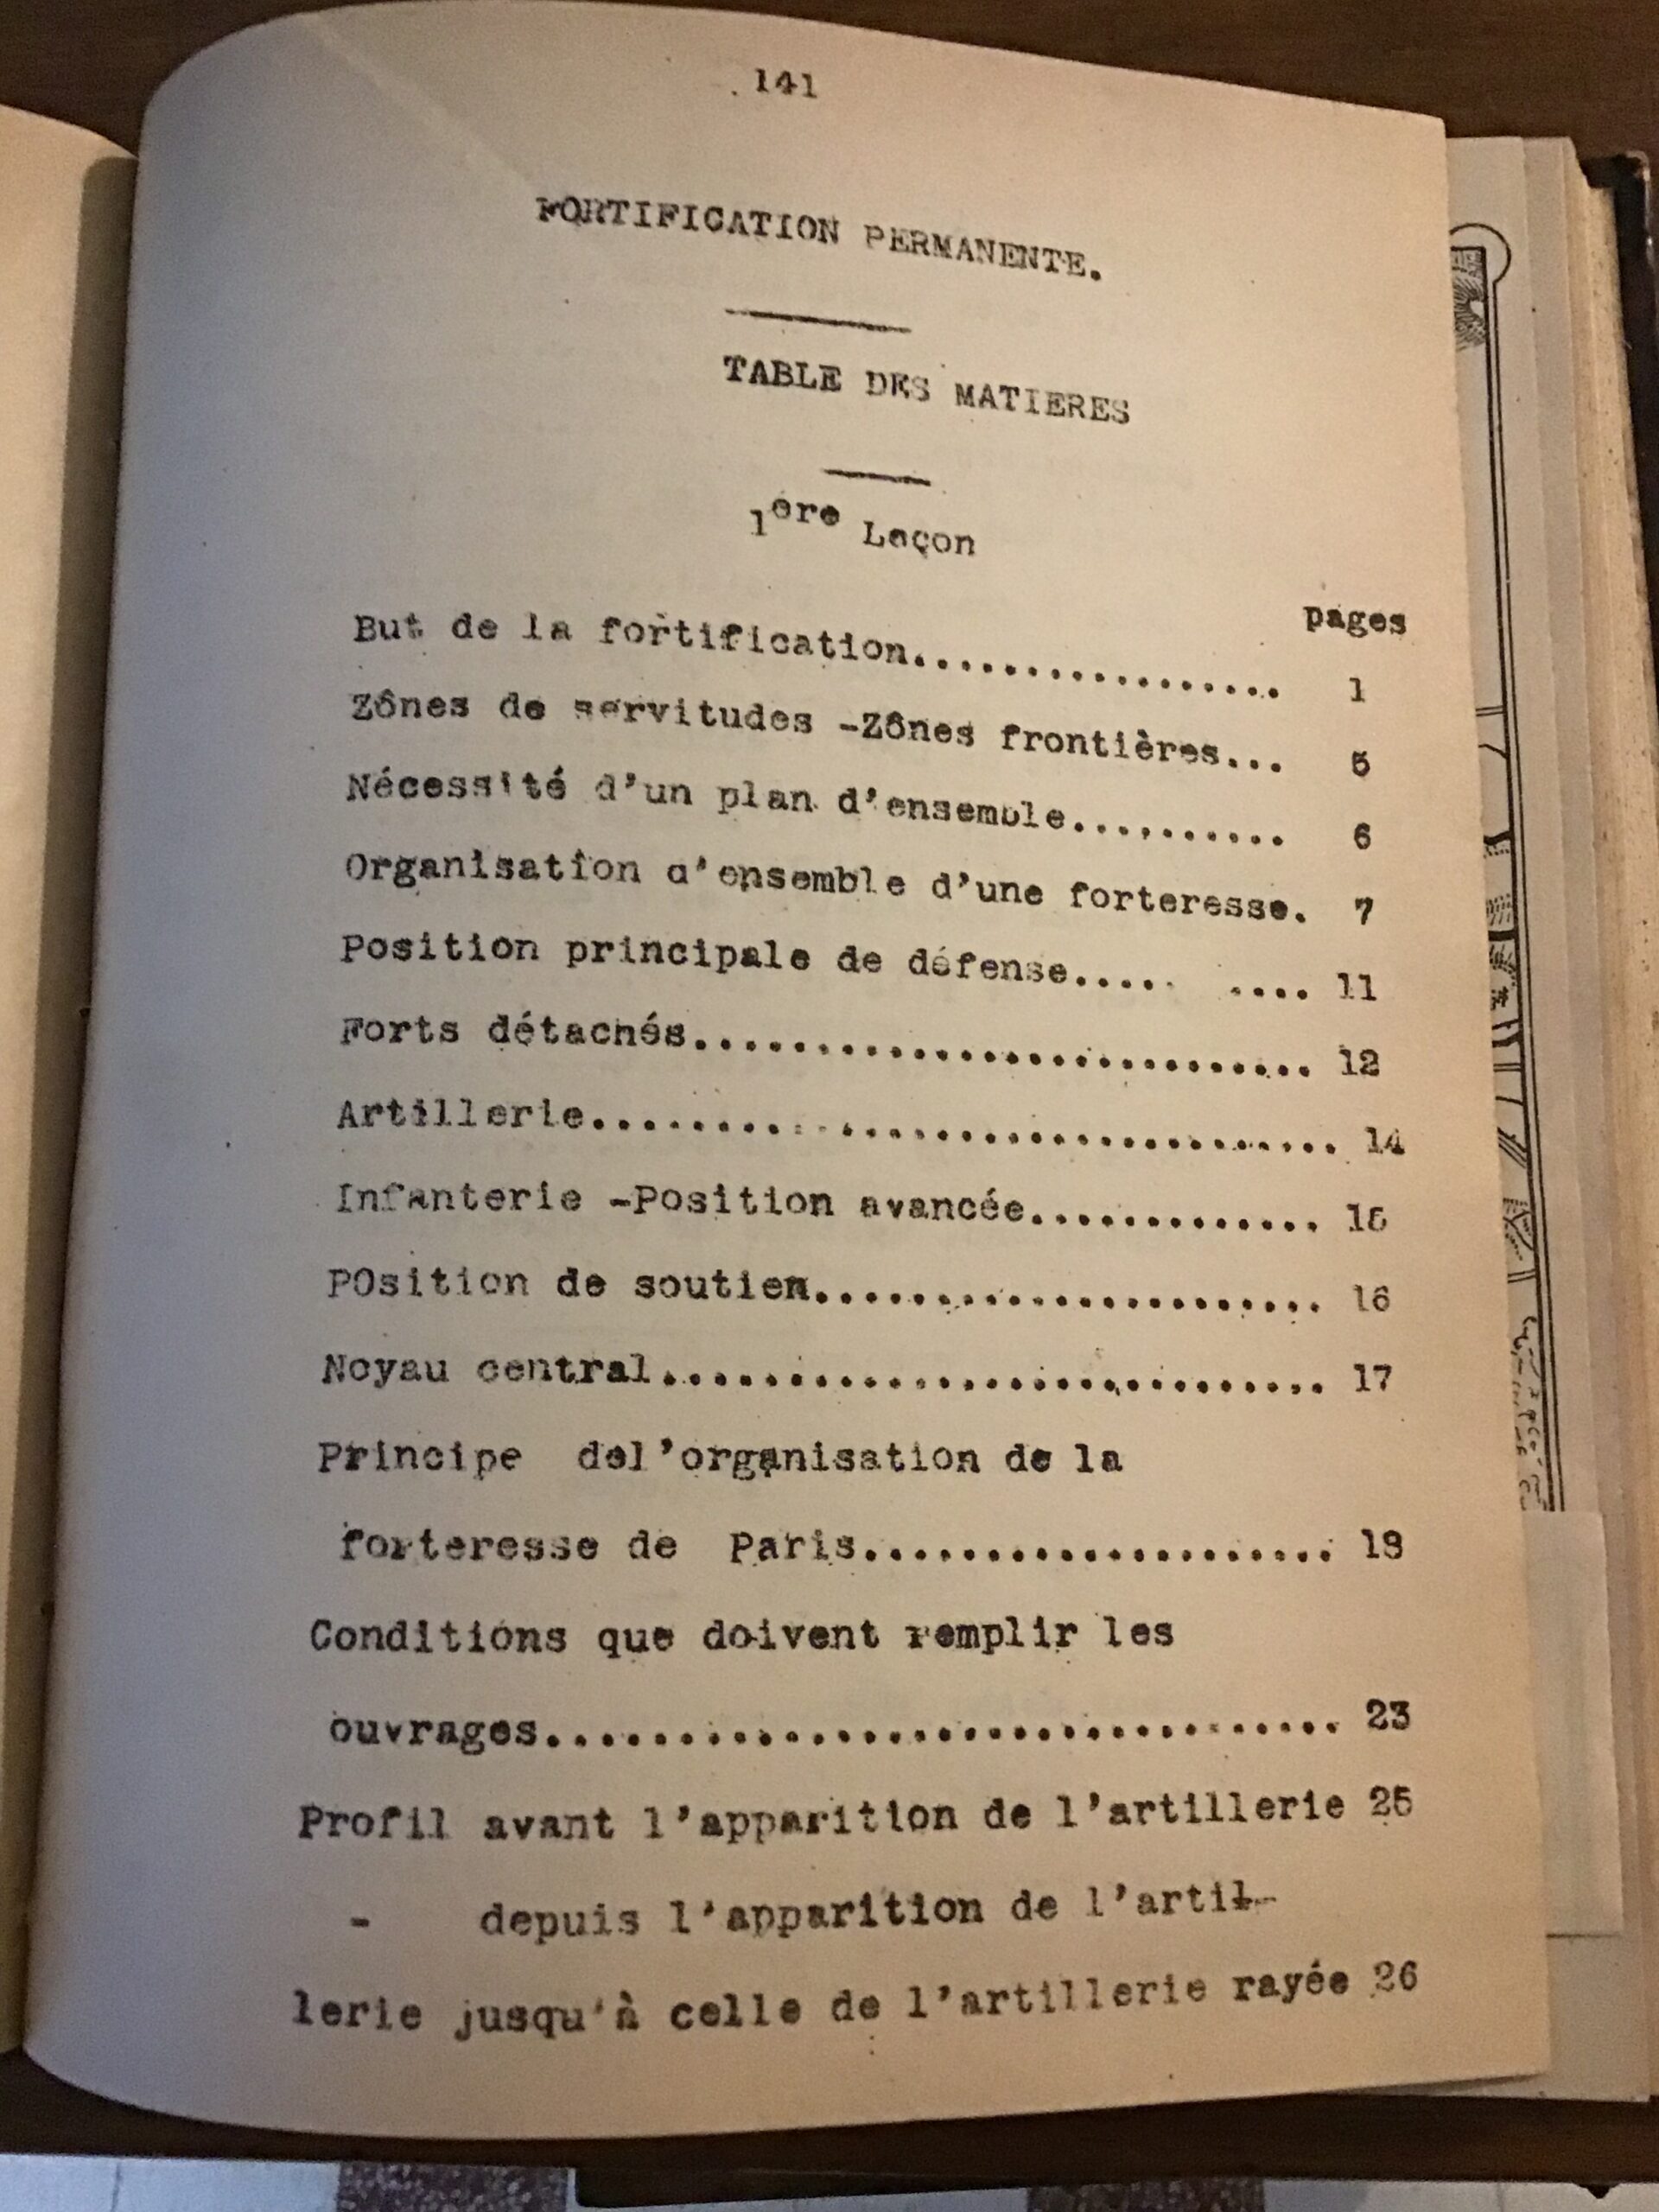 141
FORTIFICATION PERMANENTE.
TABLE DES MATIERES
1ere Leçon
pages
But de la fortification................. 1
Zônes de servitudes -Zônes frontières... 5
Nécessité d'un plan d'ensemble.......... 6
Organisation d'ensemble d'une forteresse. 7
Position principale de défense..... .... 11
Forts détachés............................ 12
Artillerie.................................. 14
Infanterie -Position avancée............. 15
POsition de soutien....................... 16
Noyau central............................. 17
Principe del'organisation de la
forteresse de Paris.................... 19
Conditions que doivent remplir les
ouvrages.............................. 23
Profil avant l'apparition de l'artillerie 25
- depuis l'apparition de l'artil-
lerie jusqu'à celle de l'artillerie rayée 26